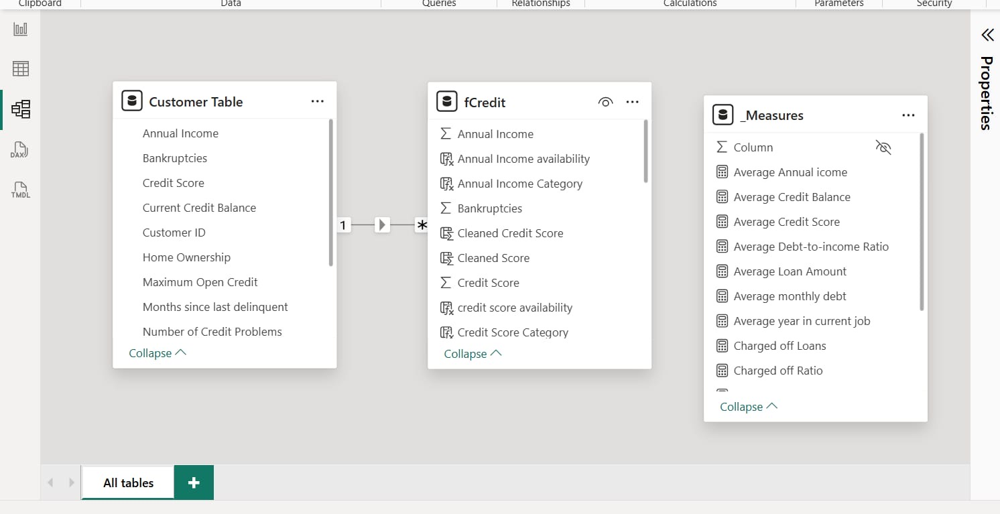 Clipboard
Data
Queries
Relationships
Calculations
Parameters
Security
DAX
TMDL
Customer Table
Annual Income
Bankruptcies
Credit Score
Current Credit Balance
Customer ID
Home Ownership
Maximum Open Credit
Months since last delinquent
Number of Credit Problems
Collapse
1
*
fCredit
Annual Income
Annual Income availability
Annual Income Category
Bankruptcies
Cleaned Credit Score
Cleaned Score
Credit Score
credit score availability
Credit Score Category
Collapse
_Measures
Column
Average Annual icome
Average Credit Balance
Average Credit Score
Average Debt-to-income Ratio
Average Loan Amount
Average monthly debt
Average year in current job
Charged off Loans
Charged off Ratio
Collapse
Properties
All tables